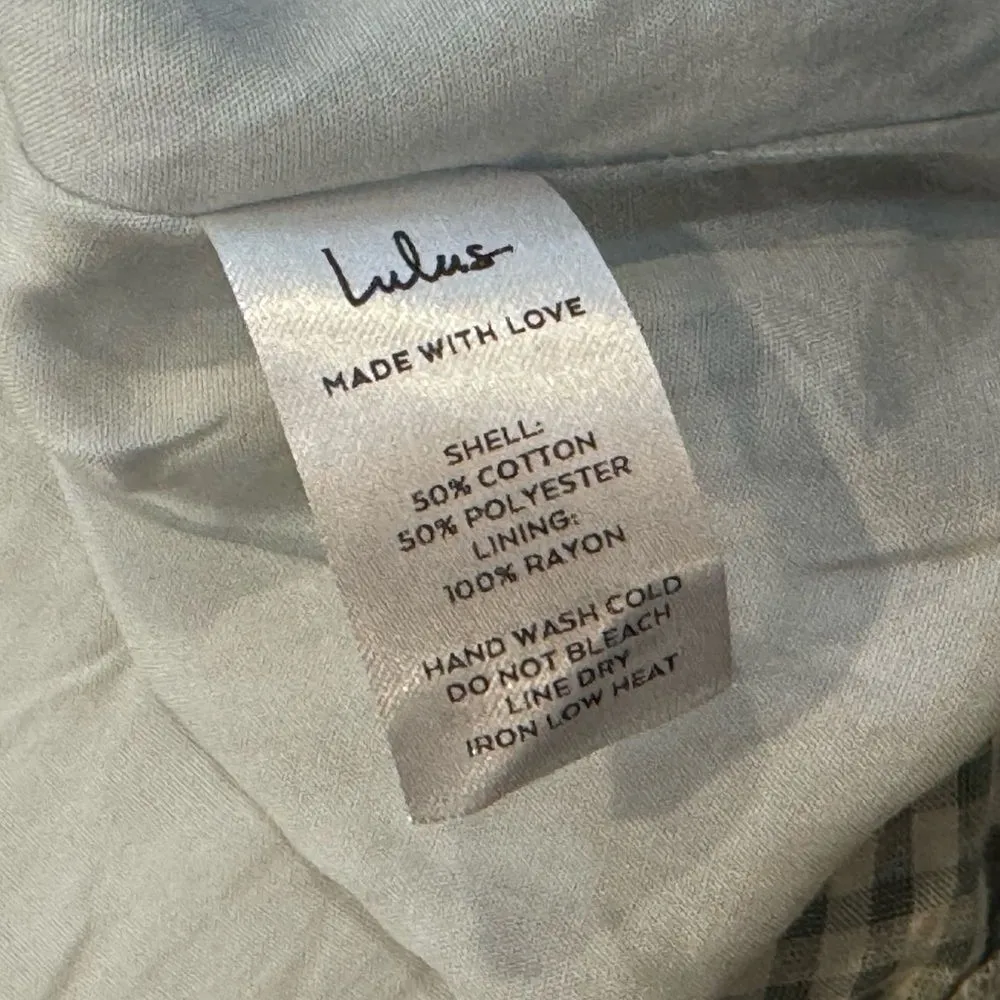 Lulus
MADE WITH LOVE
SHELL:
50% COTTON
50% POLYESTER
LINING:
100% RAYON
HAND WASH COLD
DO NOT BLEACH
LINE DRY
IRON LOW HEAT